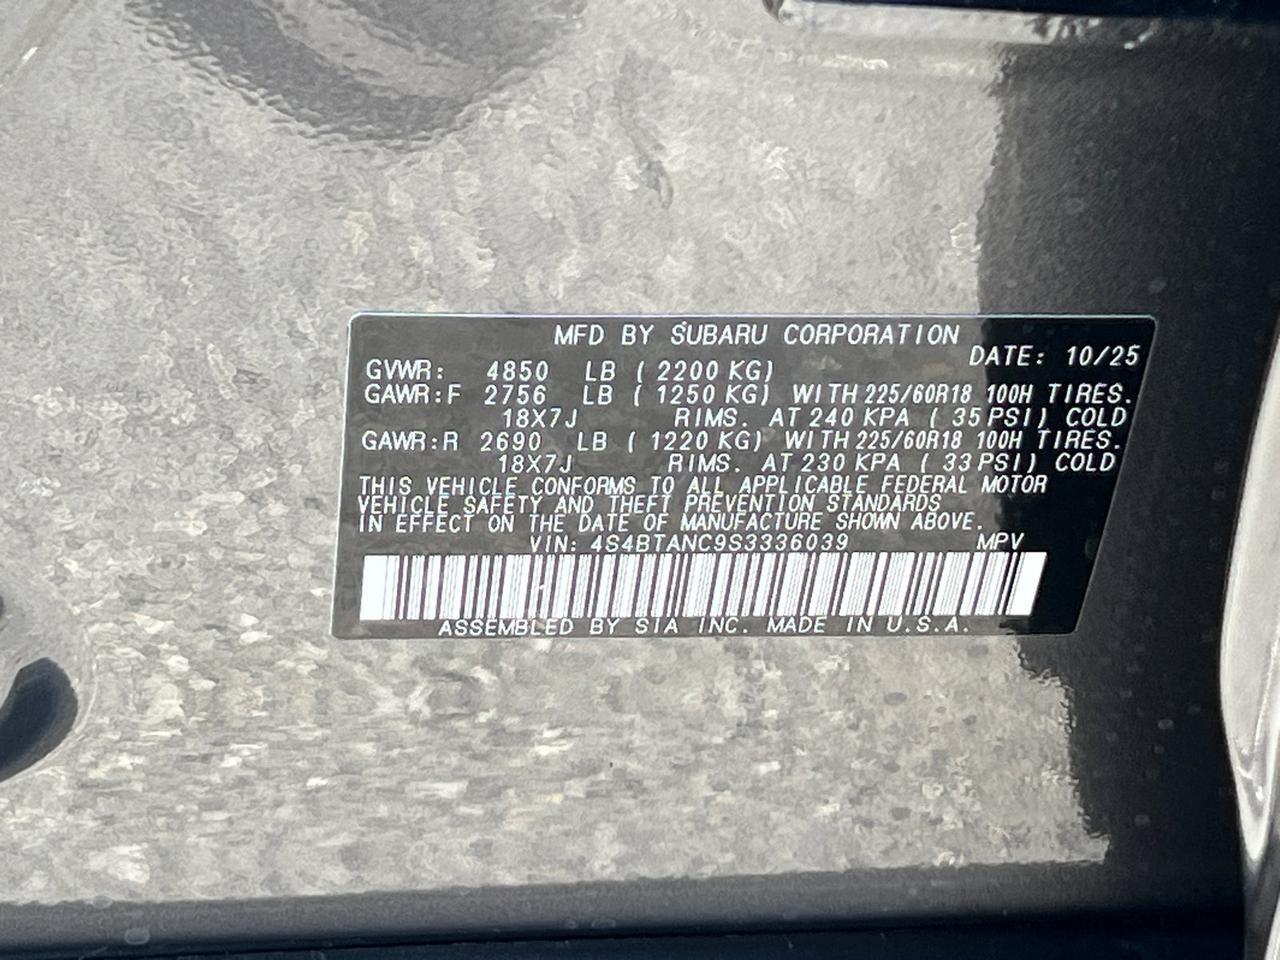 MFD BY SUBARU CORPORATION
DATE: 10/25
GVWR: 4850 LB ( 2200 KG)
GAWR:F 2756 LB ( 1250 KG) WITH 225/60R18 100H TIRES.
18X7J RIMS. AT 240 KPA ( 35 PSI) COLD
GAWR:R 2690 LB ( 1220 KG) WITH 225/60R18 100H TIRES.
18X7J RIMS. AT 230 KPA ( 33 PSI) COLD
THIS VEHICLE CONFORMS TO ALL APPLICABLE FEDERAL MOTOR
VEHICLE SAFETY AND THEFT PREVENTION STANDARDS
IN EFFECT ON THE DATE OF MANUFACTURE SHOWN ABOVE.
VIN: 4S4BTANC9S3336039 MPV
ASSEMBLED BY SIA INC. MADE IN U.S.A.